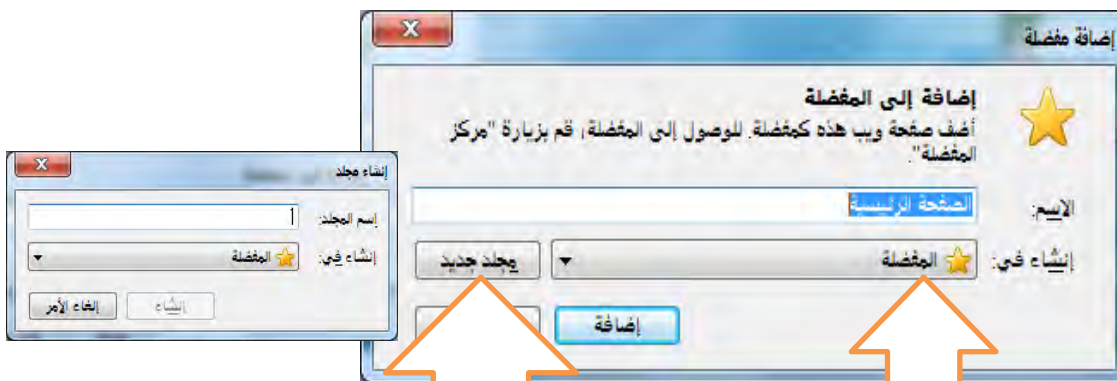 إضافة مفضلة
إضافة إلى المفضلة
أضف صفحة ويب هذه كمفضلة. للوصول إلى المفضلة، قم بزيارة "مركز
المفضلة".
الاسم: الصفحة الرئيسية
إنشاء في: المفضلة مجلد جديد
إضافة
إنشاء مجلد
إسم المجلد:
إنشاء في: المفضلة
إنشاء إلغاء الأمر